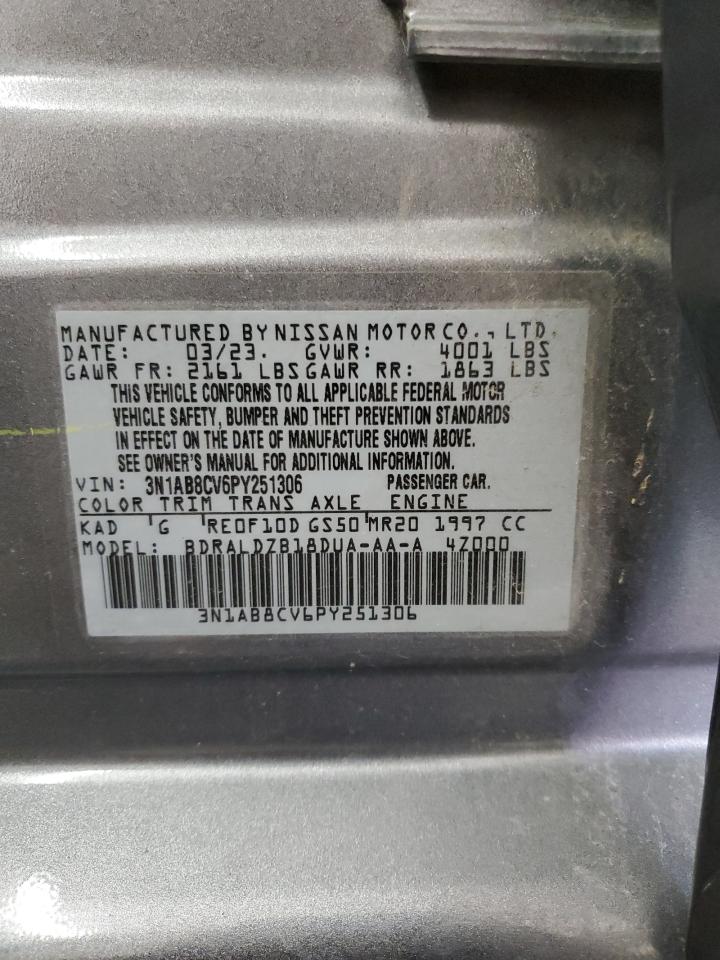 MANUFACTURED BY NISSAN MOTOR CO., LTD.
DATE: 03/23. GVWR: 4001 LBS
GAWR FR: 2161 LBS GAWR RR: 1863 LBS
THIS VEHICLE CONFORMS TO ALL APPLICABLE FEDERAL MOTOR
VEHICLE SAFETY, BUMPER AND THEFT PREVENTION STANDARDS
IN EFFECT ON THE DATE OF MANUFACTURE SHOWN ABOVE.
SEE OWNER'S MANUAL FOR ADDITIONAL INFORMATION.
VIN: 3N1AB8CV6PY251306 PASSENGER CAR.
COLOR TRIM TRANS AXLE ENGINE
KAD G RE0F10D GS50 MR20 1997 CC
MODEL: BDRALDZB18DUA-AA-A 4Z000
3N1AB8CV6PY251306